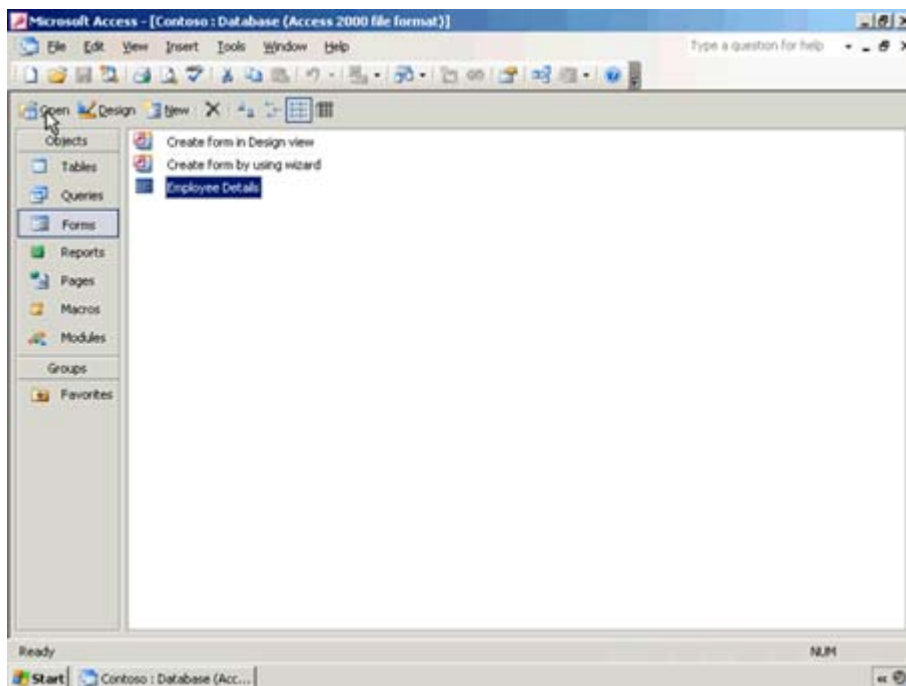 Microsoft Access - [Contoso : Database (Access 2000 file format)]
File Edit View Insert Tools Window Help Type a question for help
Open Design New
Objects
Tables
Queries
Forms
Reports
Pages
Macros
Modules
Groups
Favorites
Create form in Design view
Create form by using wizard
Employee Details
Ready NUM
Start Contoso : Database (Acc...